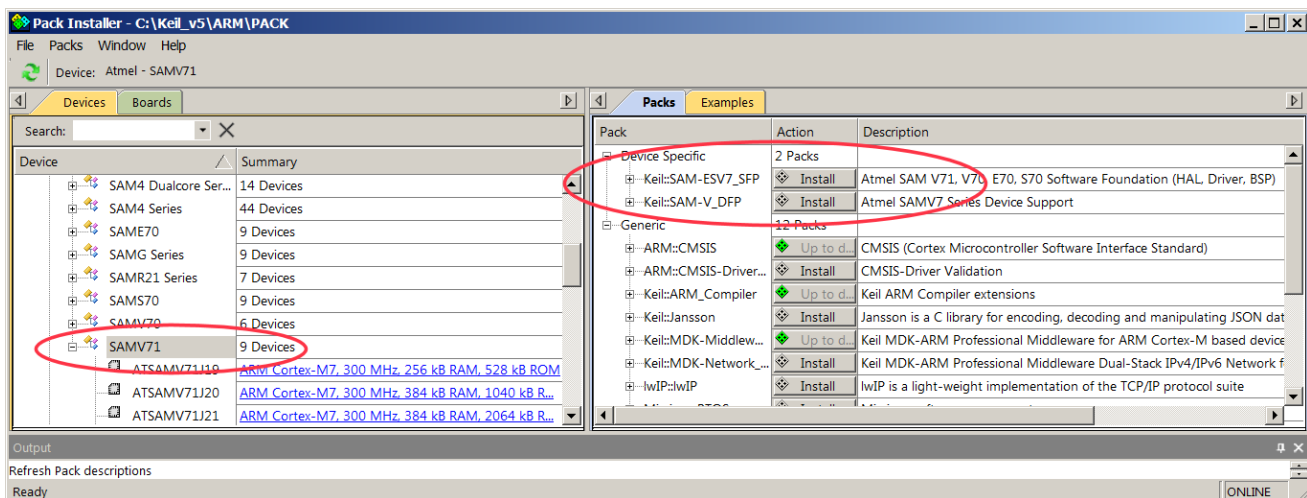 Pack Installer - C:\Keil_v5\ARM\PACK
File Packs Window Help
Device: Atmel - SAMV71
Devices Boards
Search:
Device Summary
SAM4 Dualcore Ser... 14 Devices
SAM4 Series 44 Devices
SAME70 9 Devices
SAMG Series 9 Devices
SAMR21 Series 7 Devices
SAMS70 9 Devices
SAMV70 6 Devices
SAMV71 9 Devices
ATSAMV71J19 ARM Cortex-M7, 300 MHz, 256 kB RAM, 528 kB ROM
ATSAMV71J20 ARM Cortex-M7, 300 MHz, 384 kB RAM, 1040 kB R...
ATSAMV71J21 ARM Cortex-M7, 300 MHz, 384 kB RAM, 2064 kB R...
Packs Examples
Pack Action Description
Device Specific 2 Packs
Keil::SAM-ESV7_SFP Install Atmel SAM V71, V70, E70, S70 Software Foundation (HAL, Driver, BSP)
Keil::SAM-V_DFP Install Atmel SAMV7 Series Device Support
Generic 12 Packs
ARM::CMSIS Up to d... CMSIS (Cortex Microcontroller Software Interface Standard)
ARM::CMSIS-Driver... Install CMSIS-Driver Validation
Keil::ARM_Compiler Up to d... Keil ARM Compiler extensions
Keil::Jansson Install Jansson is a C library for encoding, decoding and manipulating JSON dat
Keil::MDK-Middlew... Up to d... Keil MDK-ARM Professional Middleware for ARM Cortex-M based device
Keil::MDK-Network_... Install Keil MDK-ARM Professional Middleware Dual-Stack IPv4/IPv6 Network f
lwIP::lwIP Install lwIP is a light-weight implementation of the TCP/IP protocol suite
Output
Refresh Pack descriptions
Ready ONLINE